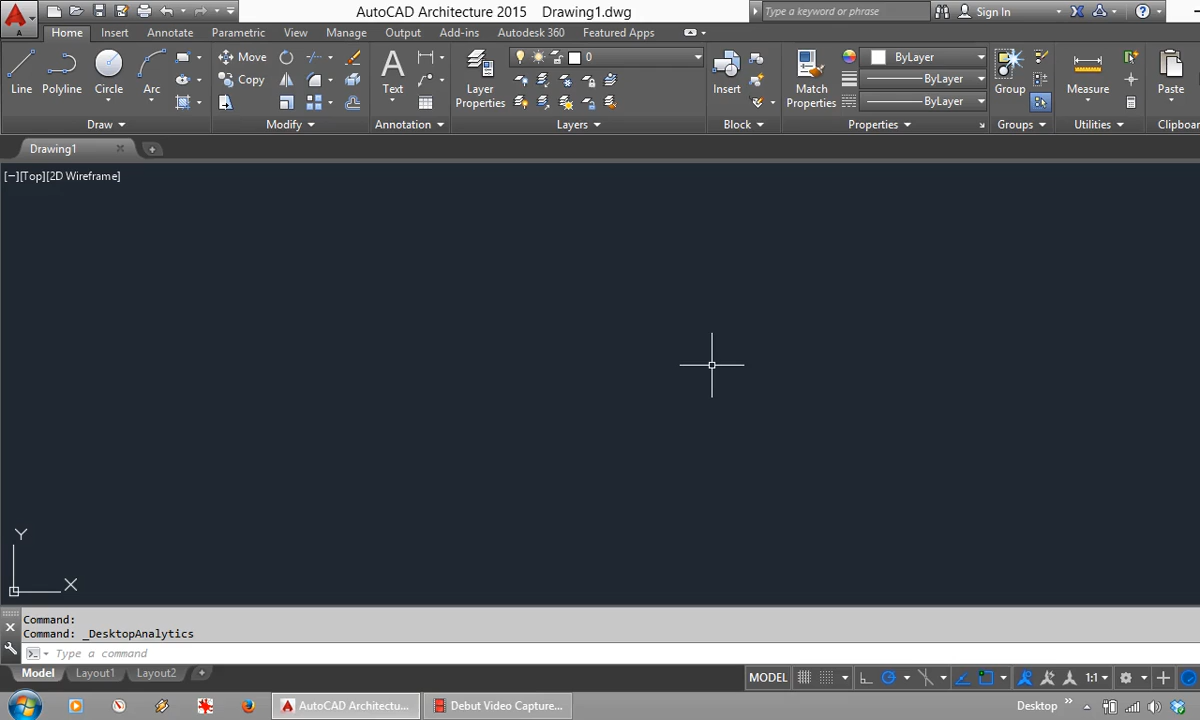 AutoCAD Architecture 2015 Drawing1.dwg
Type a keyword or phrase
Sign In
A
Home Insert Annotate Parametric View Manage Output Add-ins Autodesk 360 Featured Apps
Line Polyline Circle Arc
Move
Copy
Text
Layer
Properties
0
Insert
Match
Properties
ByLayer
ByLayer
ByLayer
Group
Measure
Paste
Draw Modify Annotation Layers Block Properties Groups Utilities Clipboa
Drawing1
[−][Top][2D Wireframe]
Y
X
Command:
Command: _DesktopAnalytics
Type a command
Model Layout1 Layout2
MODEL
1:1
AutoCAD Architectu...
Debut Video Capture...
Desktop